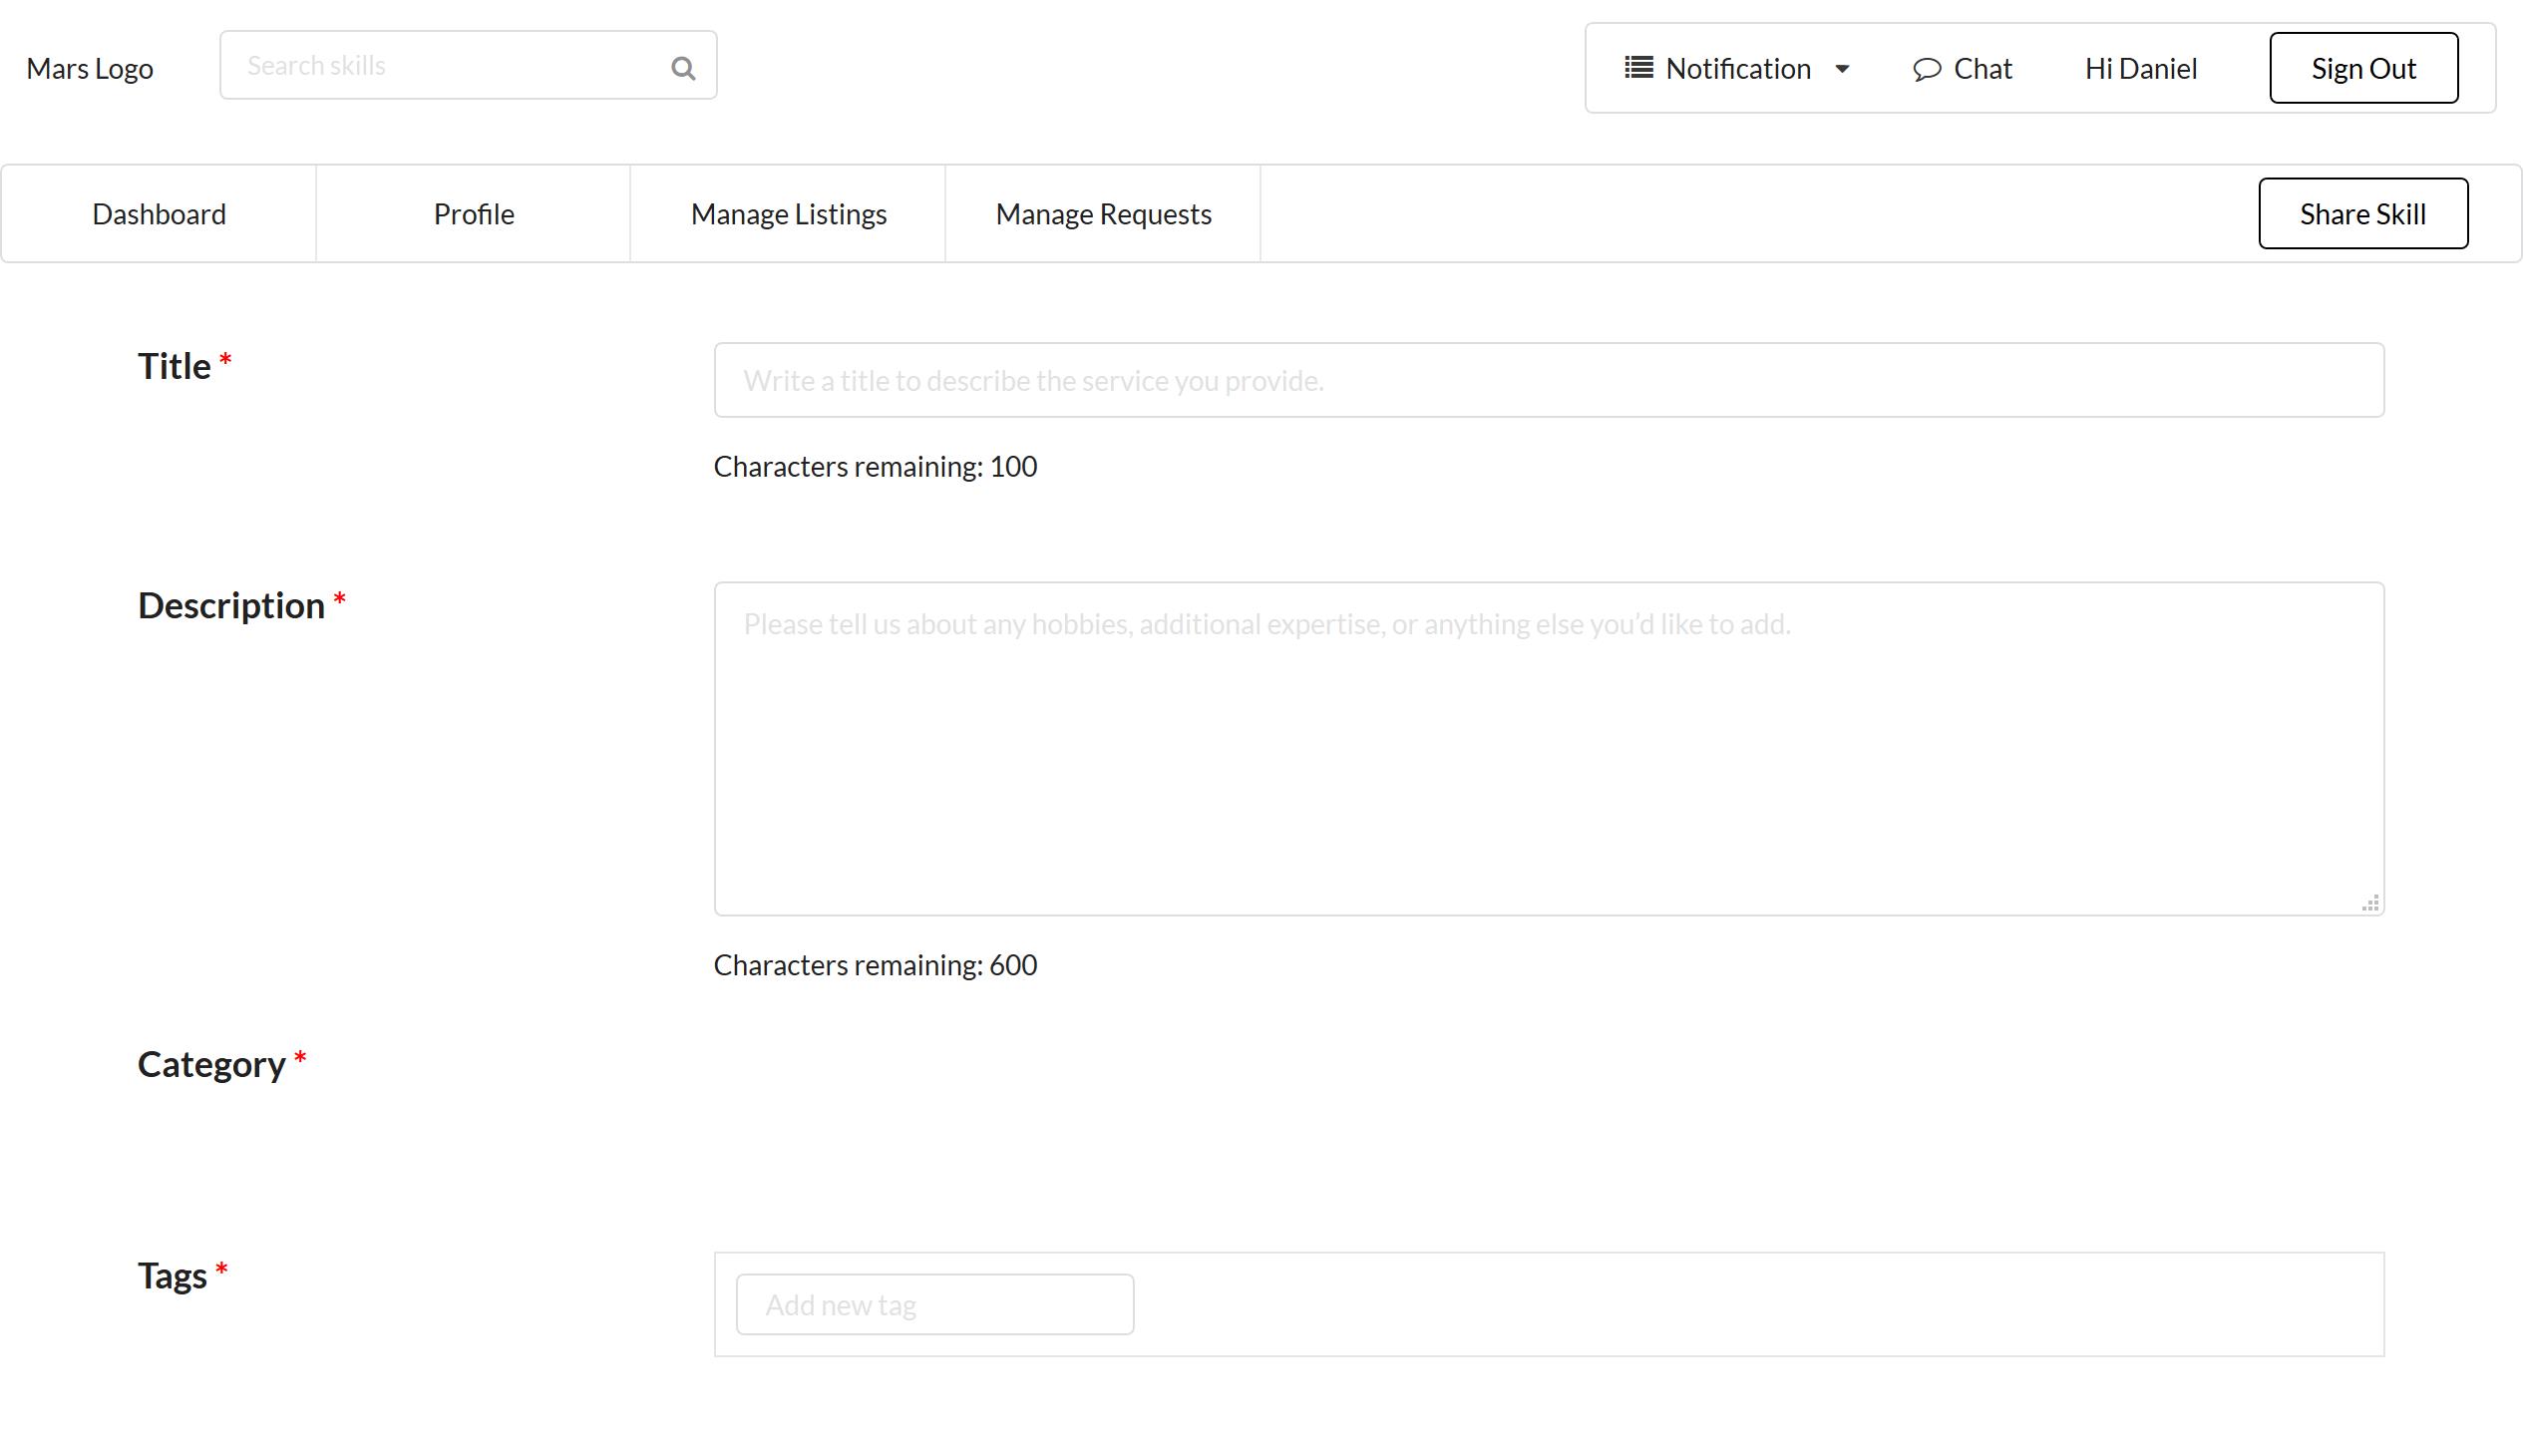 Mars Logo
Search skills
Notification
Chat
Hi Daniel
Sign Out
Dashboard
Profile
Manage Listings
Manage Requests
Share Skill
Title *
Write a title to describe the service you provide.
Characters remaining: 100
Description *
Please tell us about any hobbies, additional expertise, or anything else you’d like to add.
Characters remaining: 600
Category *
Tags *
Add new tag